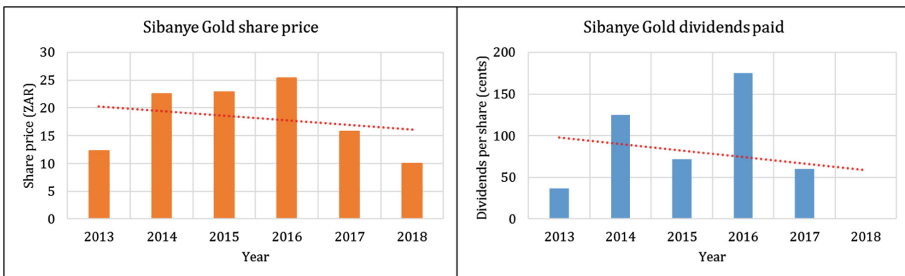 Sibanye Gold share price
Share price (ZAR)
30
25
20
15
10
5
0
2013 2014 2015 2016 2017 2018
Year
Sibanye Gold dividends paid
Dividends per share (cents)
200
150
100
50
0
2013 2014 2015 2016 2017 2018
Year